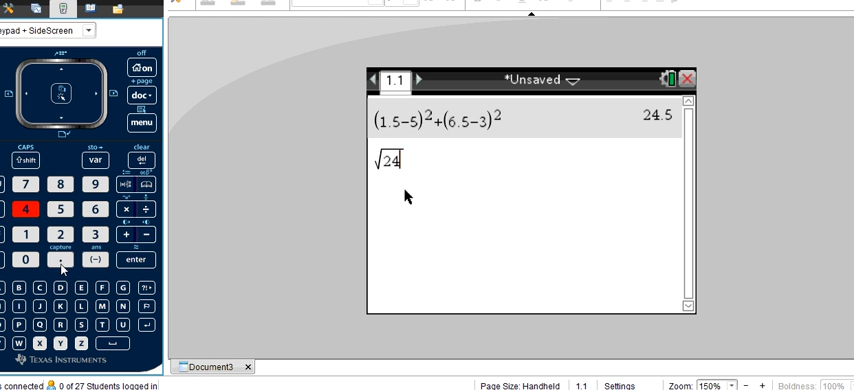 eypad + SideScreen
off
on
+ page
doc
menu
CAPS
shift
sto→
var
clear
del
7 8 9
4 5 6 × ÷
1 2 3 + −
capture
ans
≈
0 . (−) enter
A B C D E F G ?!
H I J K L M N
P Q R S T U
W X Y Z
TEXAS INSTRUMENTS
s connected 0 of 27 Students logged in
1.1 *Unsaved
(1.5−5)²+(6.5−3)² 24.5
√24
Document3
Page Size: Handheld 1.1 Settings Zoom: 150% − + Boldness: 100%